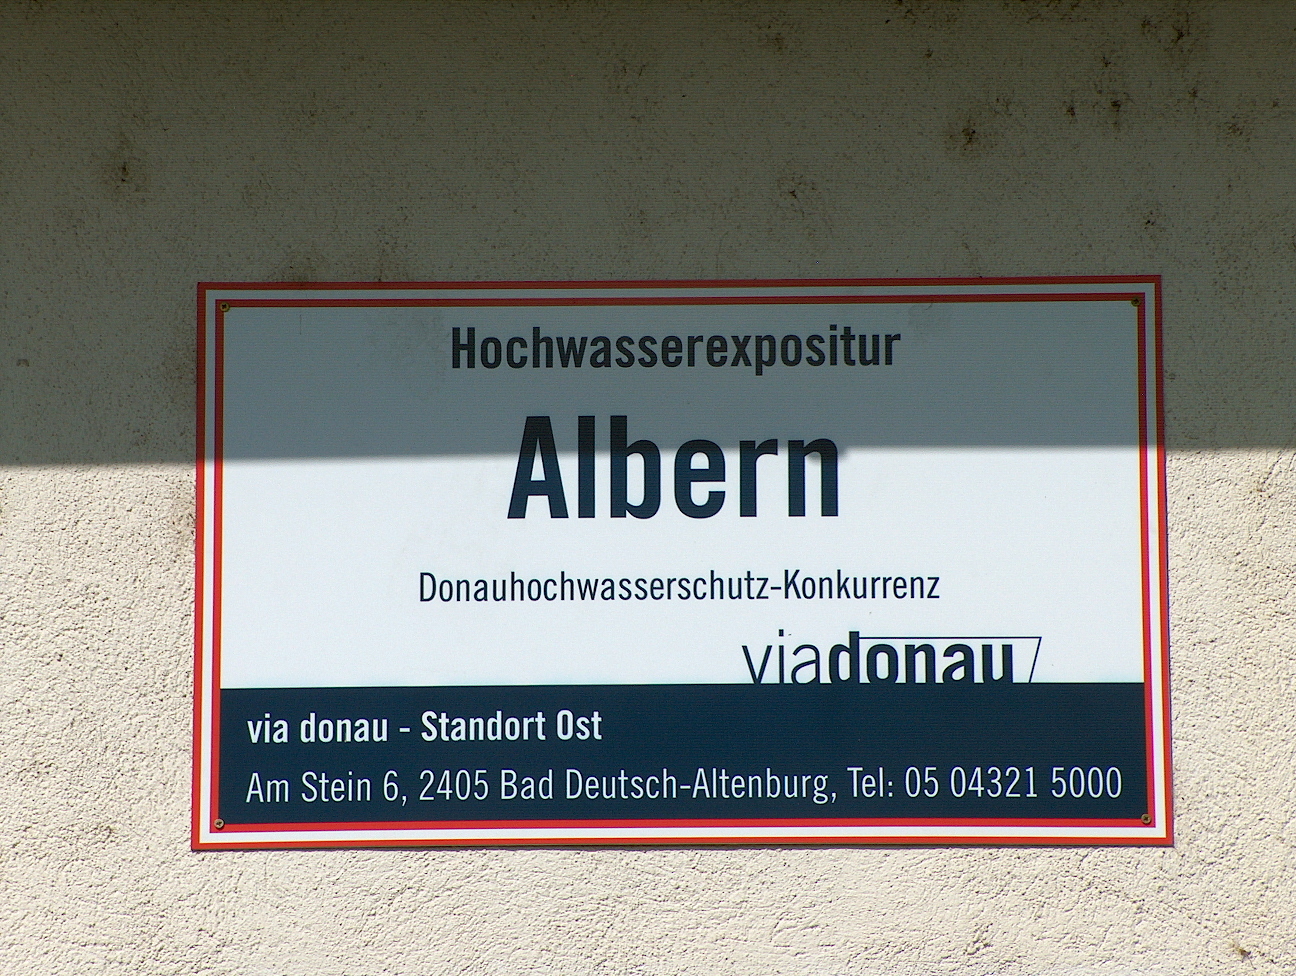 Hochwasserexpositur
Albern
Donauhochwasserschutz-Konkurrenz
viadonau
via donau - Standort Ost
Am Stein 6, 2405 Bad Deutsch-Altenburg, Tel: 05 04321 5000